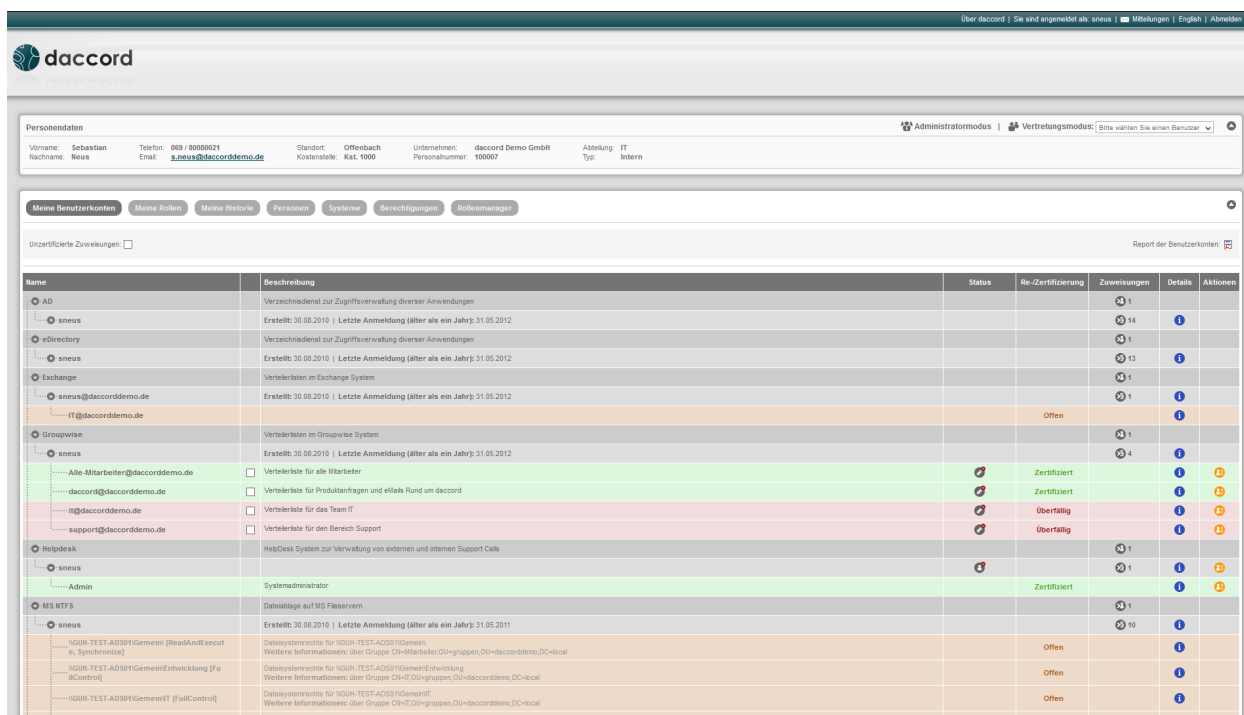 Über daccord | Sie sind angemeldet als: sneus | Mitteilungen | English | Abmelden
daccord
Personendaten Administratormodus | Vertretungsmodus: Bitte wählen Sie einen Benutzer
Vorname: Sebastian Telefon: 069 / 80080021 Standort: Offenbach Unternehmen: daccord Demo GmbH Abteilung: IT
Nachname: Neus Email: s.neus@daccorddemo.de Kostenstelle: Kst. 1000 Personalnummer: 100007 Typ: Intern
Meine Benutzerkonten Meine Rollen Meine Historie Personen Systeme Berechtigungen Rollenmanager
Unzertifizierte Zuweisungen: Report der Benutzerkonten:
Name Beschreibung Status Re-/Zertifizierung Zuweisungen Details Aktionen
AD Verzeichnisdienst zur Zugriffsverwaltung diverser Anwendungen 1
sneus Erstellt: 30.08.2010 | Letzte Anmeldung (älter als ein Jahr): 31.05.2012 14
eDirectory Verzeichnisdienst zur Zugriffsverwaltung diverser Anwendungen 1
sneus Erstellt: 30.08.2010 | Letzte Anmeldung (älter als ein Jahr): 31.05.2012 13
Exchange Verteilerlisten im Exchange System 1
sneus@daccorddemo.de Erstellt: 30.08.2010 | Letzte Anmeldung (älter als ein Jahr): 31.05.2012 1
IT@daccorddemo.de Offen
Groupwise Verteilerlisten im Groupwise System 1
sneus Erstellt: 30.08.2010 | Letzte Anmeldung (älter als ein Jahr): 31.05.2012 4
Alle-Mitarbeiter@daccorddemo.de Verteilerliste für alle Mitarbeiter Zertifiziert
daccord@daccorddemo.de Verteilerliste für Produktanfragen und eMails Rund um daccord Zertifiziert
it@daccorddemo.de Verteilerliste für das Team IT Überfällig
support@daccorddemo.de Verteilerliste für den Bereich Support Überfällig
Helpdesk HelpDesk System zur Verwaltung von externen und internen Support Calls 1
sneus 1
Admin Systemadministrator Zertifiziert
MS NTFS Dateiablage auf MS Fileservern 1
sneus Erstellt: 30.08.2010 | Letzte Anmeldung (älter als ein Jahr): 31.05.2011 10
\\GUH-TEST-ADS01\Gemein\ [ReadAndExecut Dateisystemrechte für \\GUH-TEST-ADS01\Gemein\.
e, Synchronize] Weitere Informationen: über Gruppe CN=Mitarbeiter,OU=gruppen,OU=daccorddemo,DC=local Offen
\\GUH-TEST-ADS01\Gemein\Entwicklung [Fu Dateisystemrechte für \\GUH-TEST-ADS01\Gemein\Entwicklung.
llControl] Weitere Informationen: über Gruppe CN=IT,OU=gruppen,OU=daccorddemo,DC=local Offen
\\GUH-TEST-ADS01\Gemein\IT [FullControl] Dateisystemrechte für \\GUH-TEST-ADS01\Gemein\IT.
Weitere Informationen: über Gruppe CN=IT,OU=gruppen,OU=daccorddemo,DC=local Offen